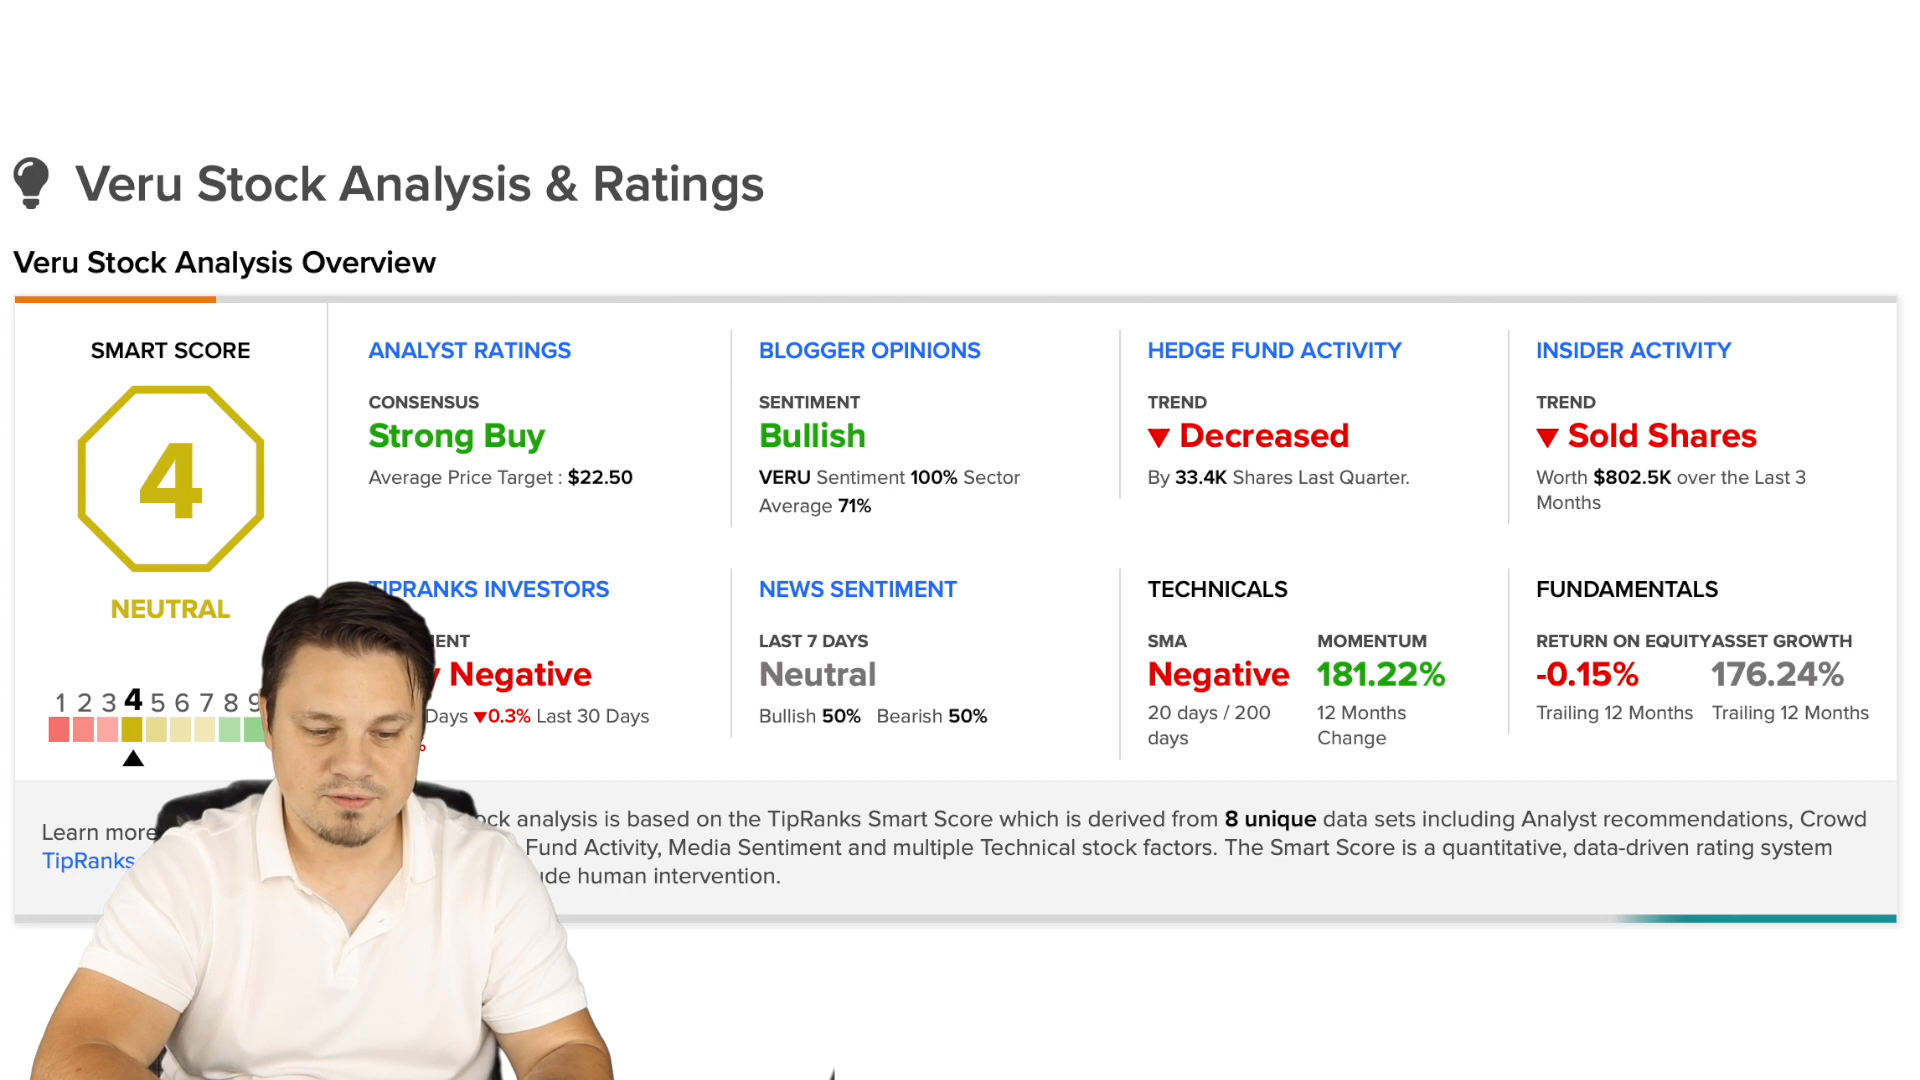 Veru Stock Analysis & Ratings
Veru Stock Analysis Overview
SMART SCORE
4
NEUTRAL
1 2 3 4 5 6 7 8 9
ANALYST RATINGS
CONSENSUS
Strong Buy
Average Price Target : $22.50
BLOGGER OPINIONS
SENTIMENT
Bullish
VERU Sentiment 100% Sector
Average 71%
HEDGE FUND ACTIVITY
TREND
▼ Decreased
By 33.4K Shares Last Quarter.
INSIDER ACTIVITY
TREND
▼ Sold Shares
Worth $802.5K over the Last 3
Months
TIPRANKS INVESTORS
Negative
Days ▼0.3% Last 30 Days
NEWS SENTIMENT
LAST 7 DAYS
Neutral
Bullish 50% Bearish 50%
TECHNICALS
SMA
Negative
20 days / 200
days
MOMENTUM
181.22%
12 Months
Change
FUNDAMENTALS
RETURN ON EQUITY
-0.15%
Trailing 12 Months
ASSET GROWTH
176.24%
Trailing 12 Months
Learn more
TipRanks
analysis is based on the TipRanks Smart Score which is derived from 8 unique data sets including Analyst recommendations, Crowd
Fund Activity, Media Sentiment and multiple Technical stock factors. The Smart Score is a quantitative, data-driven rating system
human intervention.